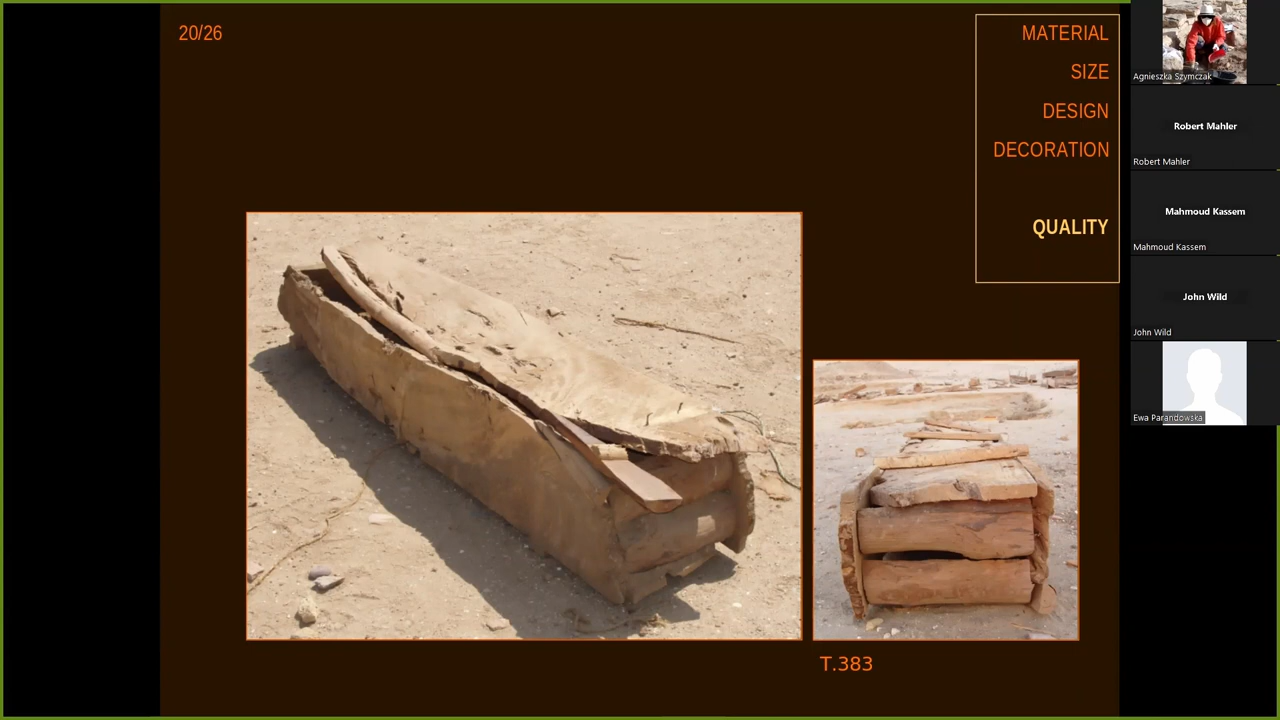 20/26
MATERIAL
SIZE
DESIGN
DECORATION
QUALITY
T.383
Agnieszka Szymczak
Robert Mahler
Robert Mahler
Mahmoud Kassem
Mahmoud Kassem
John Wild
John Wild
Ewa Parandowska